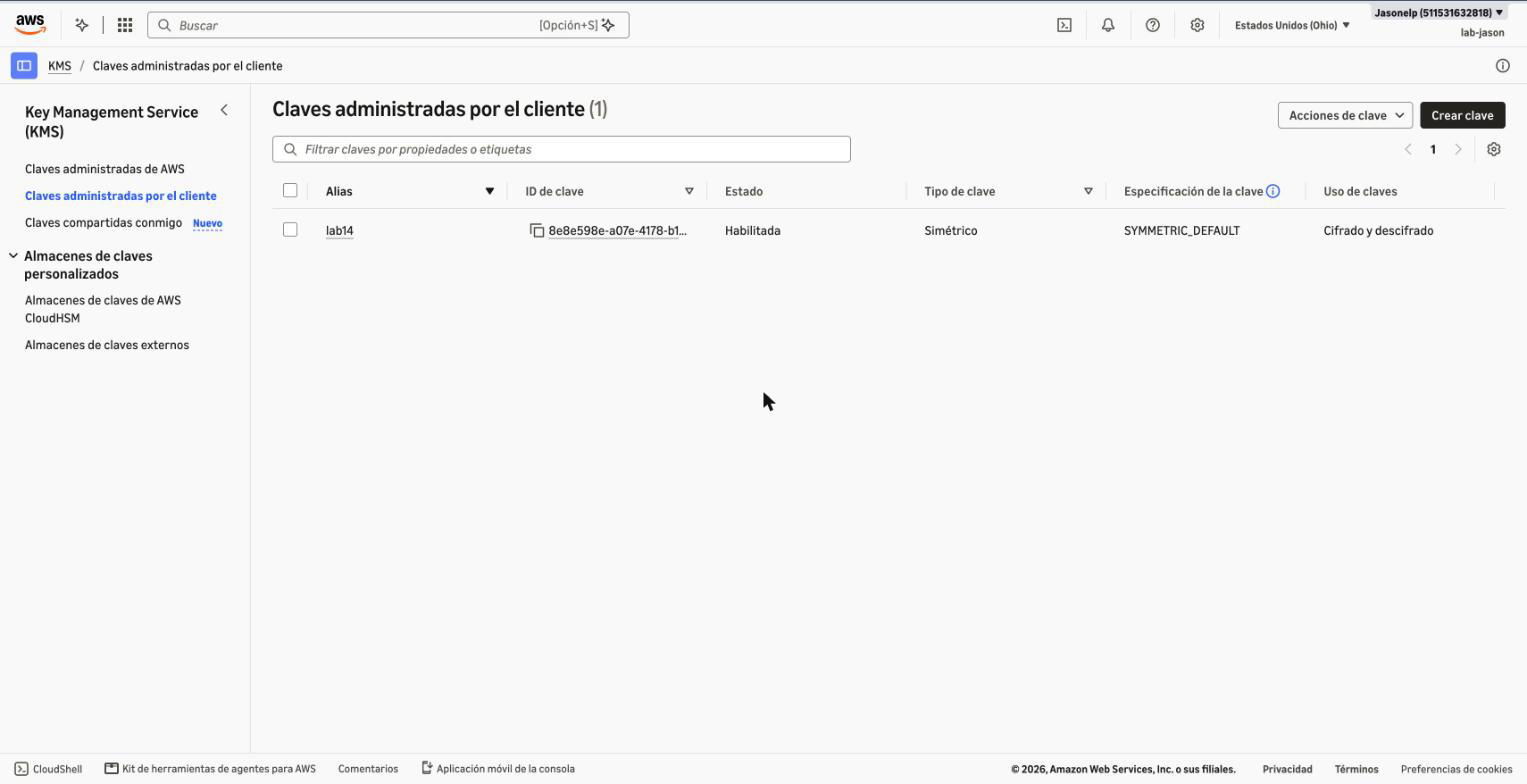 aws
Buscar
[Opción+S]
Estados Unidos (Ohio)
Jasonelp (511531632818)
lab-jason
KMS / Claves administradas por el cliente
Key Management Service
(KMS)
Claves administradas de AWS
Claves administradas por el cliente
Claves compartidas conmigo Nuevo
Almacenes de claves
personalizados
Almacenes de claves de AWS
CloudHSM
Almacenes de claves externos
Claves administradas por el cliente (1)
Acciones de clave
Crear clave
Filtrar claves por propiedades o etiquetas
1
Alias ID de clave Estado Tipo de clave Especificación de la clave Uso de claves
lab14 8e8e598e-a07e-4178-b1... Habilitada Simétrico SYMMETRIC_DEFAULT Cifrado y descifrado
CloudShell Kit de herramientas de agentes para AWS Comentarios Aplicación móvil de la consola © 2026, Amazon Web Services, Inc. o sus filiales. Privacidad Términos Preferencias de cookies